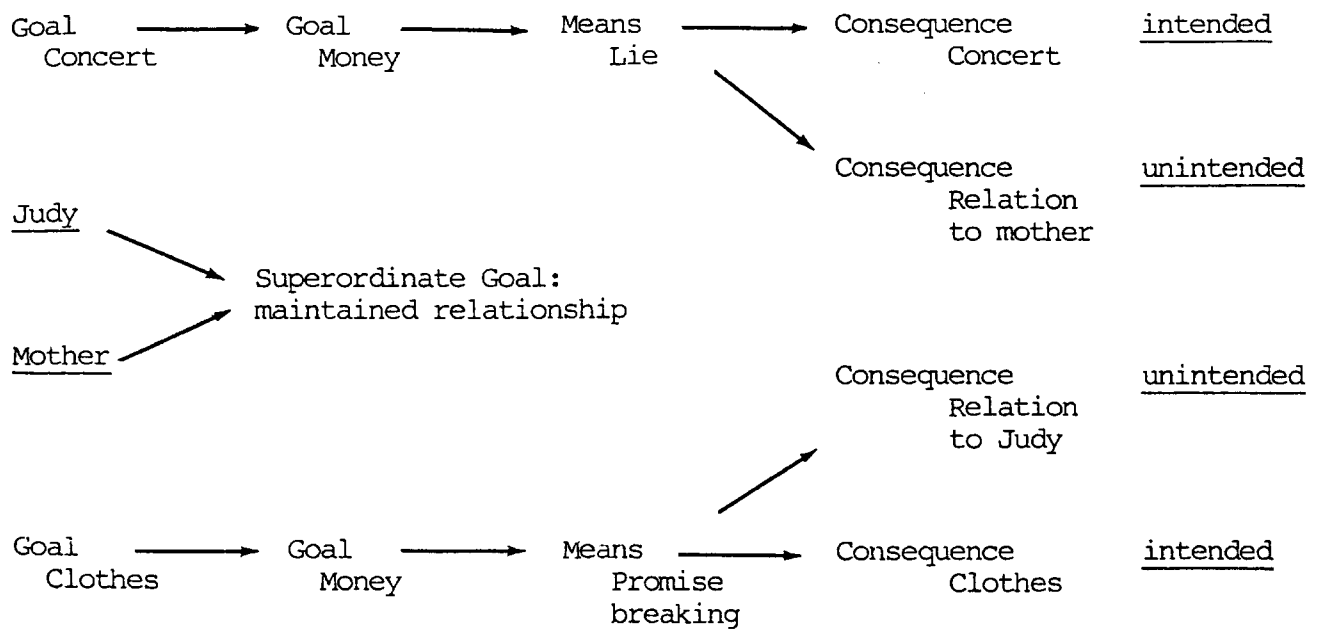 Goal Goal Means Consequence intended
Concert Money Lie Concert
Consequence unintended
Relation
to mother
Judy
Superordinate Goal:
maintained relationship
Mother
Consequence unintended
Relation
to Judy
Goal Goal Means Consequence intended
Clothes Money Promise Clothes
breaking